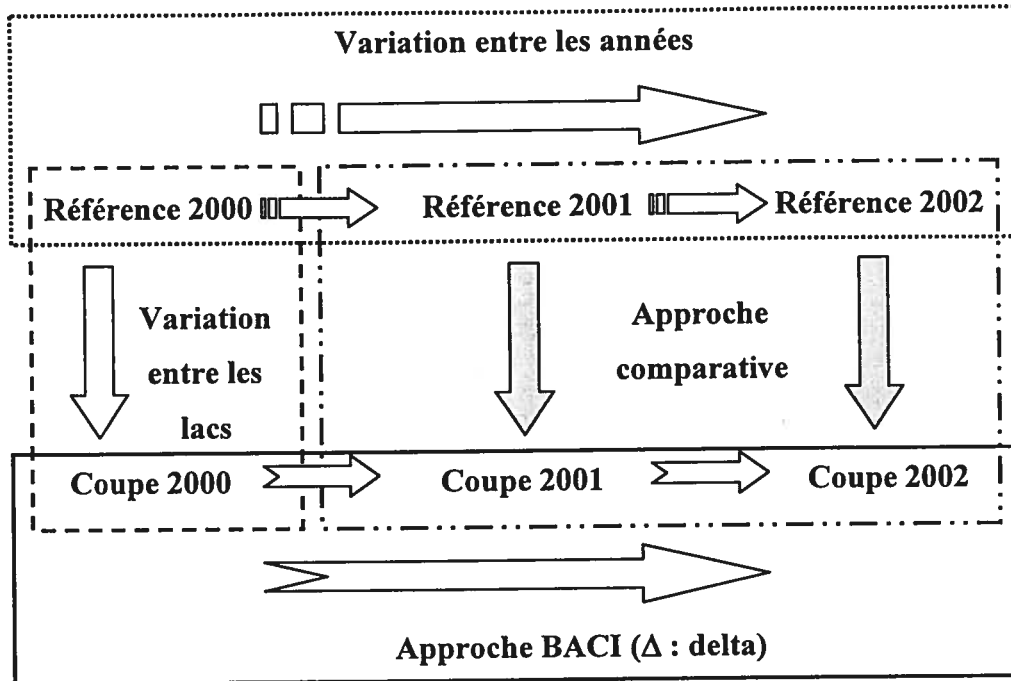 Variation entre les années
Référence 2000
Référence 2001
Référence 2002
Variation
entre les
lacs
Approche
comparative
Coupe 2000
Coupe 2001
Coupe 2002
Approche BACI (Δ : delta)